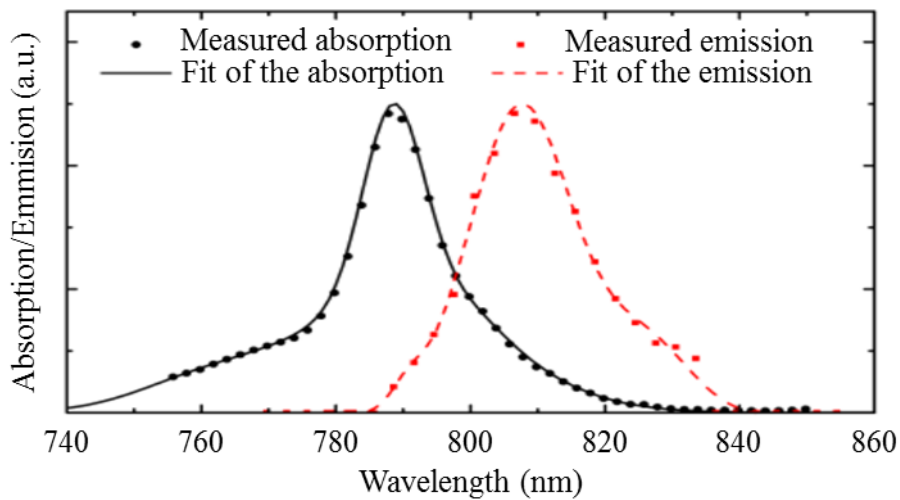 Measured absorption
Fit of the absorption
Measured emission
Fit of the emission
Absorption/Emmision (a.u.)
740 760 780 800 820 840 860
Wavelength (nm)